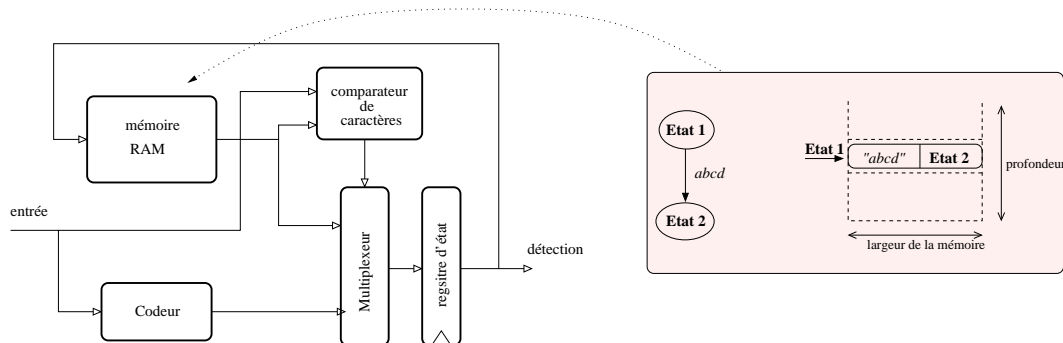 mémoire
RAM
comparateur
de
caractères
entrée
Codeur
Multiplexeur
regsitre d'état
détection
Etat 1
abcd
Etat 2
Etat 1
"abcd"
Etat 2
profondeur
largeur de la mémoire